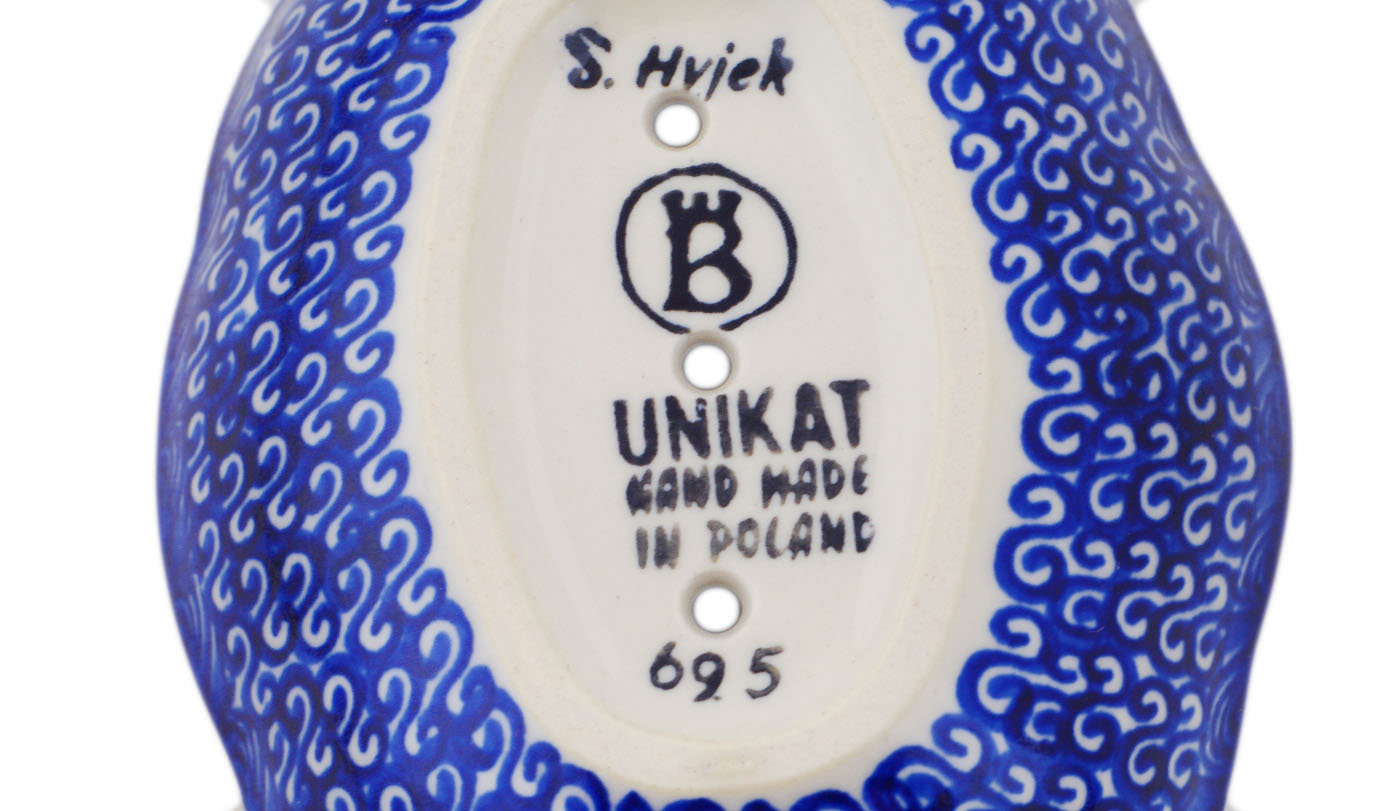 S. Hvjek
B
UNIKAT
HAND MADE
IN POLAND
695